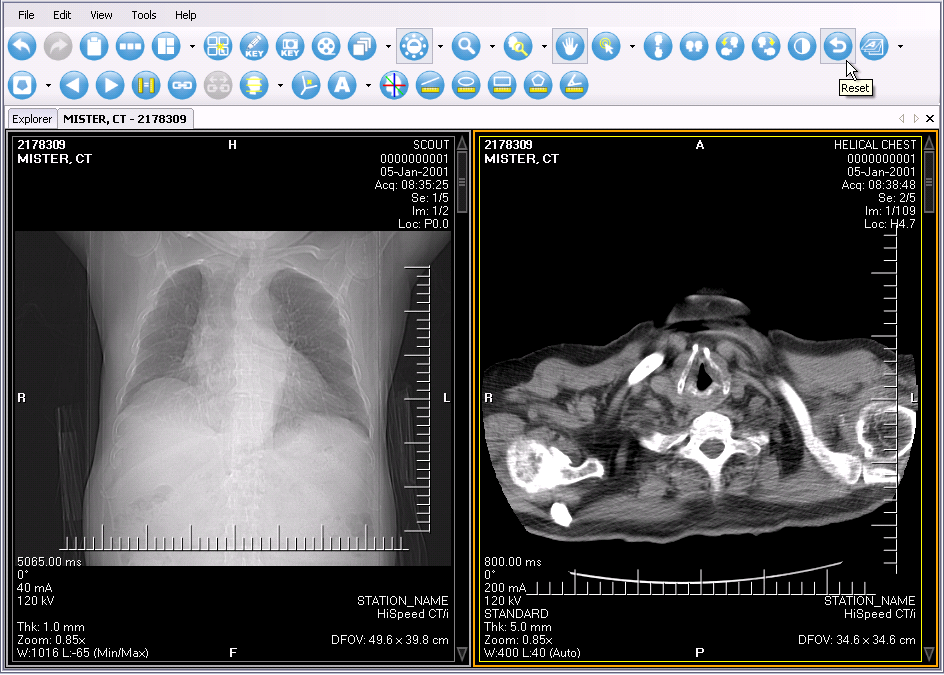 File Edit View Tools Help
KEY KEY
A
Reset
Explorer MISTER, CT - 2178309
2178309 H SCOUT
MISTER, CT 0000000001
05-Jan-2001
Acq: 08:35:25
Se: 1/5
Im: 1/2
Loc: P0.0
R L
5065.00 ms
0°
40 mA
120 kV STATION_NAME
HiSpeed CT/i
Thk: 1.0 mm
Zoom: 0.85x DFOV: 49.6 x 39.8 cm
W:1016 L:-65 (Min/Max) F
2178309 A HELICAL CHEST
MISTER, CT 0000000001
05-Jan-2001
Acq: 08:38:48
Se: 2/5
Im: 1/109
Loc: H4.7
R L
800.00 ms
0°
200 mA
120 kV STATION_NAME
STANDARD HiSpeed CT/i
Thk: 5.0 mm
Zoom: 0.85x DFOV: 34.6 x 34.6 cm
W:400 L:40 (Auto) P